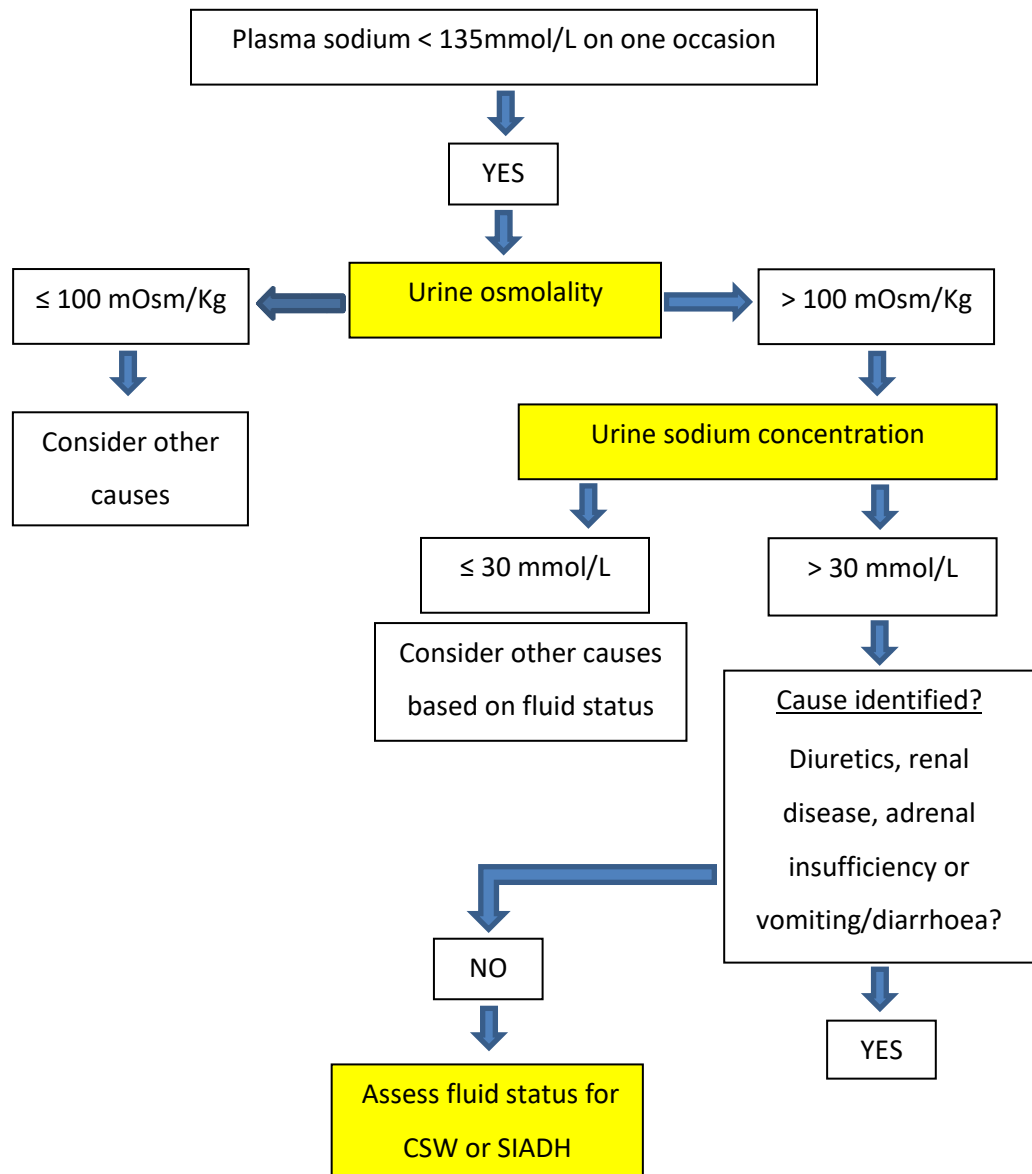 Plasma sodium < 135mmol/L on one occasion
YES
Urine osmolality
≤ 100 mOsm/Kg
> 100 mOsm/Kg
Consider other
causes
Urine sodium concentration
≤ 30 mmol/L
> 30 mmol/L
Consider other causes
based on fluid status
Cause identified?
Diuretics, renal
disease, adrenal
insufficiency or
vomiting/diarrhoea?
NO
YES
Assess fluid status for
CSW or SIADH